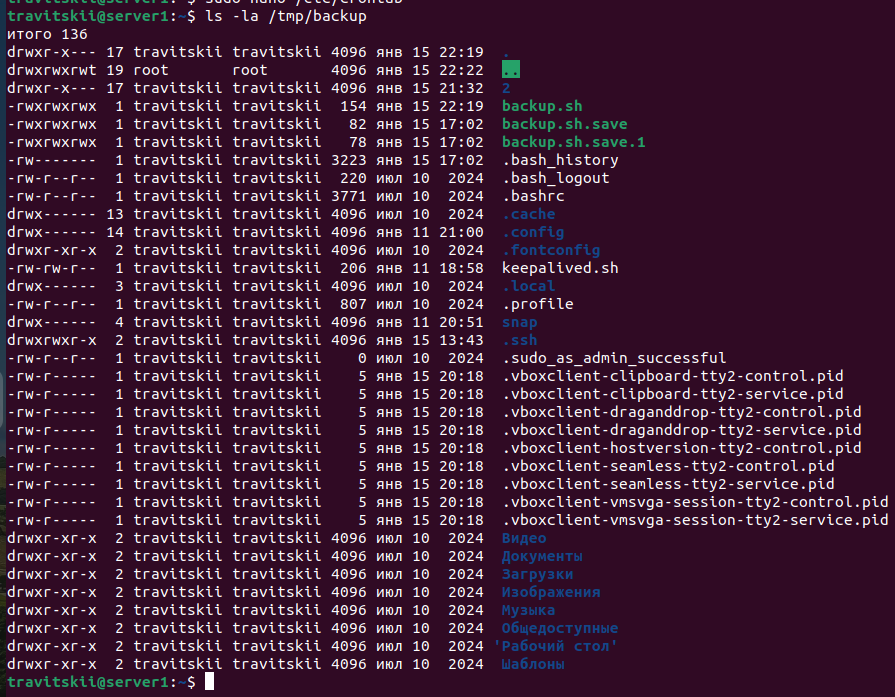 sudo nano /etc/crontab
travitskii@server1:~$ ls -la /tmp/backup
итого 136
drwxr-x--- 17 travitskii travitskii 4096 янв 15 22:19 .
drwxrwxrwt 19 root       root       4096 янв 15 22:22 ..
drwxr-x--- 17 travitskii travitskii 4096 янв 15 21:32 2
-rwxrwxrwx  1 travitskii travitskii  154 янв 15 22:19 backup.sh
-rwxrwxrwx  1 travitskii travitskii   82 янв 15 17:02 backup.sh.save
-rwxrwxrwx  1 travitskii travitskii   78 янв 15 17:02 backup.sh.save.1
-rw-------  1 travitskii travitskii 3223 янв 15 17:02 .bash_history
-rw-r--r--  1 travitskii travitskii  220 июл 10  2024 .bash_logout
-rw-r--r--  1 travitskii travitskii 3771 июл 10  2024 .bashrc
drwx------ 13 travitskii travitskii 4096 июл 10  2024 .cache
drwx------ 14 travitskii travitskii 4096 янв 11 21:00 .config
drwxr-xr-x  2 travitskii travitskii 4096 июл 10  2024 .fontconfig
-rw-rw-r--  1 travitskii travitskii  206 янв 11 18:58 keepalived.sh
drwx------  3 travitskii travitskii 4096 июл 10  2024 .local
-rw-r--r--  1 travitskii travitskii  807 июл 10  2024 .profile
drwx------  4 travitskii travitskii 4096 янв 11 20:51 snap
drwxrwxr-x  2 travitskii travitskii 4096 янв 15 13:43 .ssh
-rw-r--r--  1 travitskii travitskii    0 июл 10  2024 .sudo_as_admin_successful
-rw-r-----  1 travitskii travitskii    5 янв 15 20:18 .vboxclient-clipboard-tty2-control.pid
-rw-r-----  1 travitskii travitskii    5 янв 15 20:18 .vboxclient-clipboard-tty2-service.pid
-rw-r-----  1 travitskii travitskii    5 янв 15 20:18 .vboxclient-draganddrop-tty2-control.pid
-rw-r-----  1 travitskii travitskii    5 янв 15 20:18 .vboxclient-draganddrop-tty2-service.pid
-rw-r-----  1 travitskii travitskii    5 янв 15 20:18 .vboxclient-hostversion-tty2-control.pid
-rw-r-----  1 travitskii travitskii    5 янв 15 20:18 .vboxclient-seamless-tty2-control.pid
-rw-r-----  1 travitskii travitskii    5 янв 15 20:18 .vboxclient-seamless-tty2-service.pid
-rw-r-----  1 travitskii travitskii    5 янв 15 20:18 .vboxclient-vmsvga-session-tty2-control.pid
-rw-r-----  1 travitskii travitskii    5 янв 15 20:18 .vboxclient-vmsvga-session-tty2-service.pid
drwxr-xr-x  2 travitskii travitskii 4096 июл 10  2024 Видео
drwxr-xr-x  2 travitskii travitskii 4096 июл 10  2024 Документы
drwxr-xr-x  2 travitskii travitskii 4096 июл 10  2024 Загрузки
drwxr-xr-x  2 travitskii travitskii 4096 июл 10  2024 Изображения
drwxr-xr-x  2 travitskii travitskii 4096 июл 10  2024 Музыка
drwxr-xr-x  2 travitskii travitskii 4096 июл 10  2024 Общедоступные
drwxr-xr-x  2 travitskii travitskii 4096 июл 10  2024 'Рабочий стол'
drwxr-xr-x  2 travitskii travitskii 4096 июл 10  2024 Шаблоны
travitskii@server1:~$